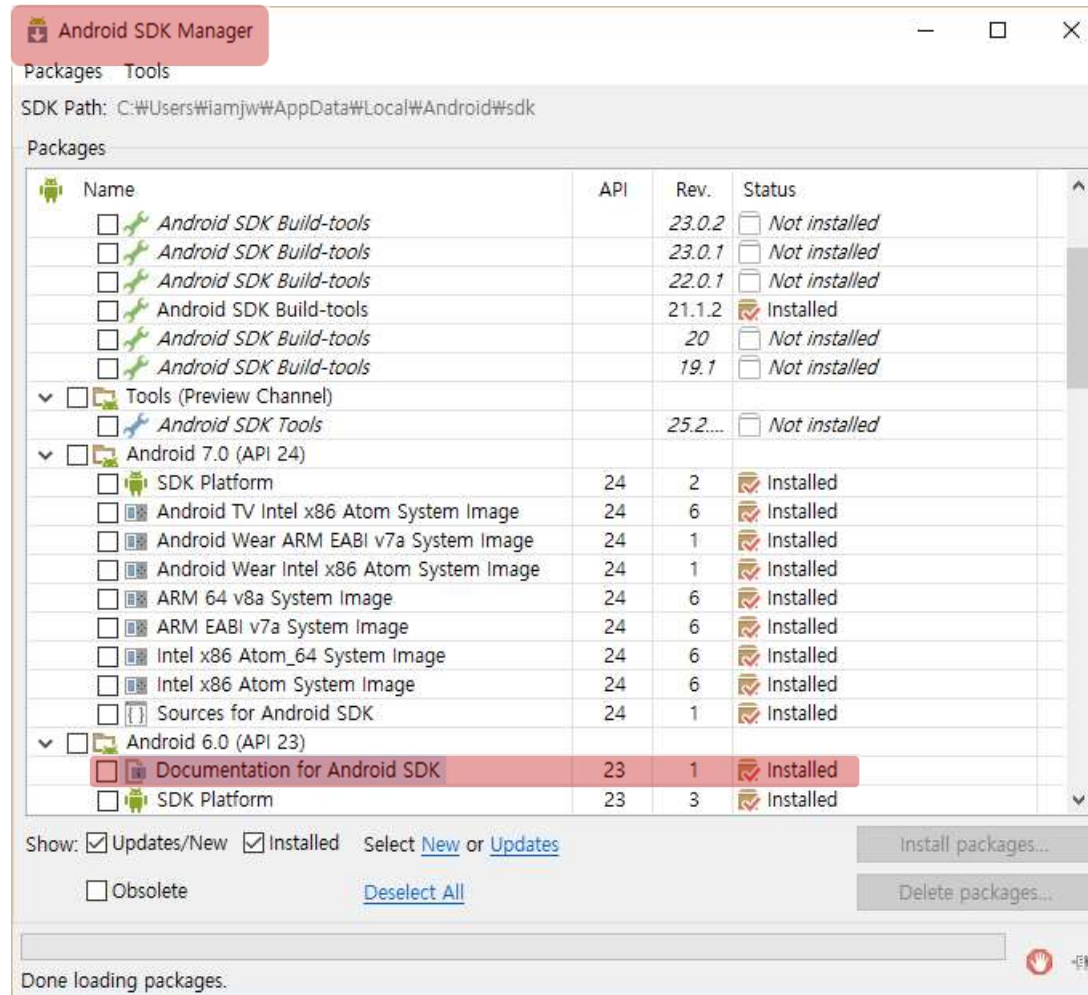 Android SDK Manager
Packages Tools
SDK Path: C:₩Users₩iamjw₩AppData₩Local₩Android₩sdk
Packages
Name API Rev. Status
Android SDK Build-tools 23.0.2 Not installed
Android SDK Build-tools 23.0.1 Not installed
Android SDK Build-tools 22.0.1 Not installed
Android SDK Build-tools 21.1.2 Installed
Android SDK Build-tools 20 Not installed
Android SDK Build-tools 19.1 Not installed
Tools (Preview Channel)
Android SDK Tools 25.2.... Not installed
Android 7.0 (API 24)
SDK Platform 24 2 Installed
Android TV Intel x86 Atom System Image 24 6 Installed
Android Wear ARM EABI v7a System Image 24 1 Installed
Android Wear Intel x86 Atom System Image 24 1 Installed
ARM 64 v8a System Image 24 6 Installed
ARM EABI v7a System Image 24 6 Installed
Intel x86 Atom_64 System Image 24 6 Installed
Intel x86 Atom System Image 24 6 Installed
Sources for Android SDK 24 1 Installed
Android 6.0 (API 23)
Documentation for Android SDK 23 1 Installed
SDK Platform 23 3 Installed
Show: Updates/New Installed Select New or Updates Install packages...
Obsolete Deselect All Delete packages...
Done loading packages.